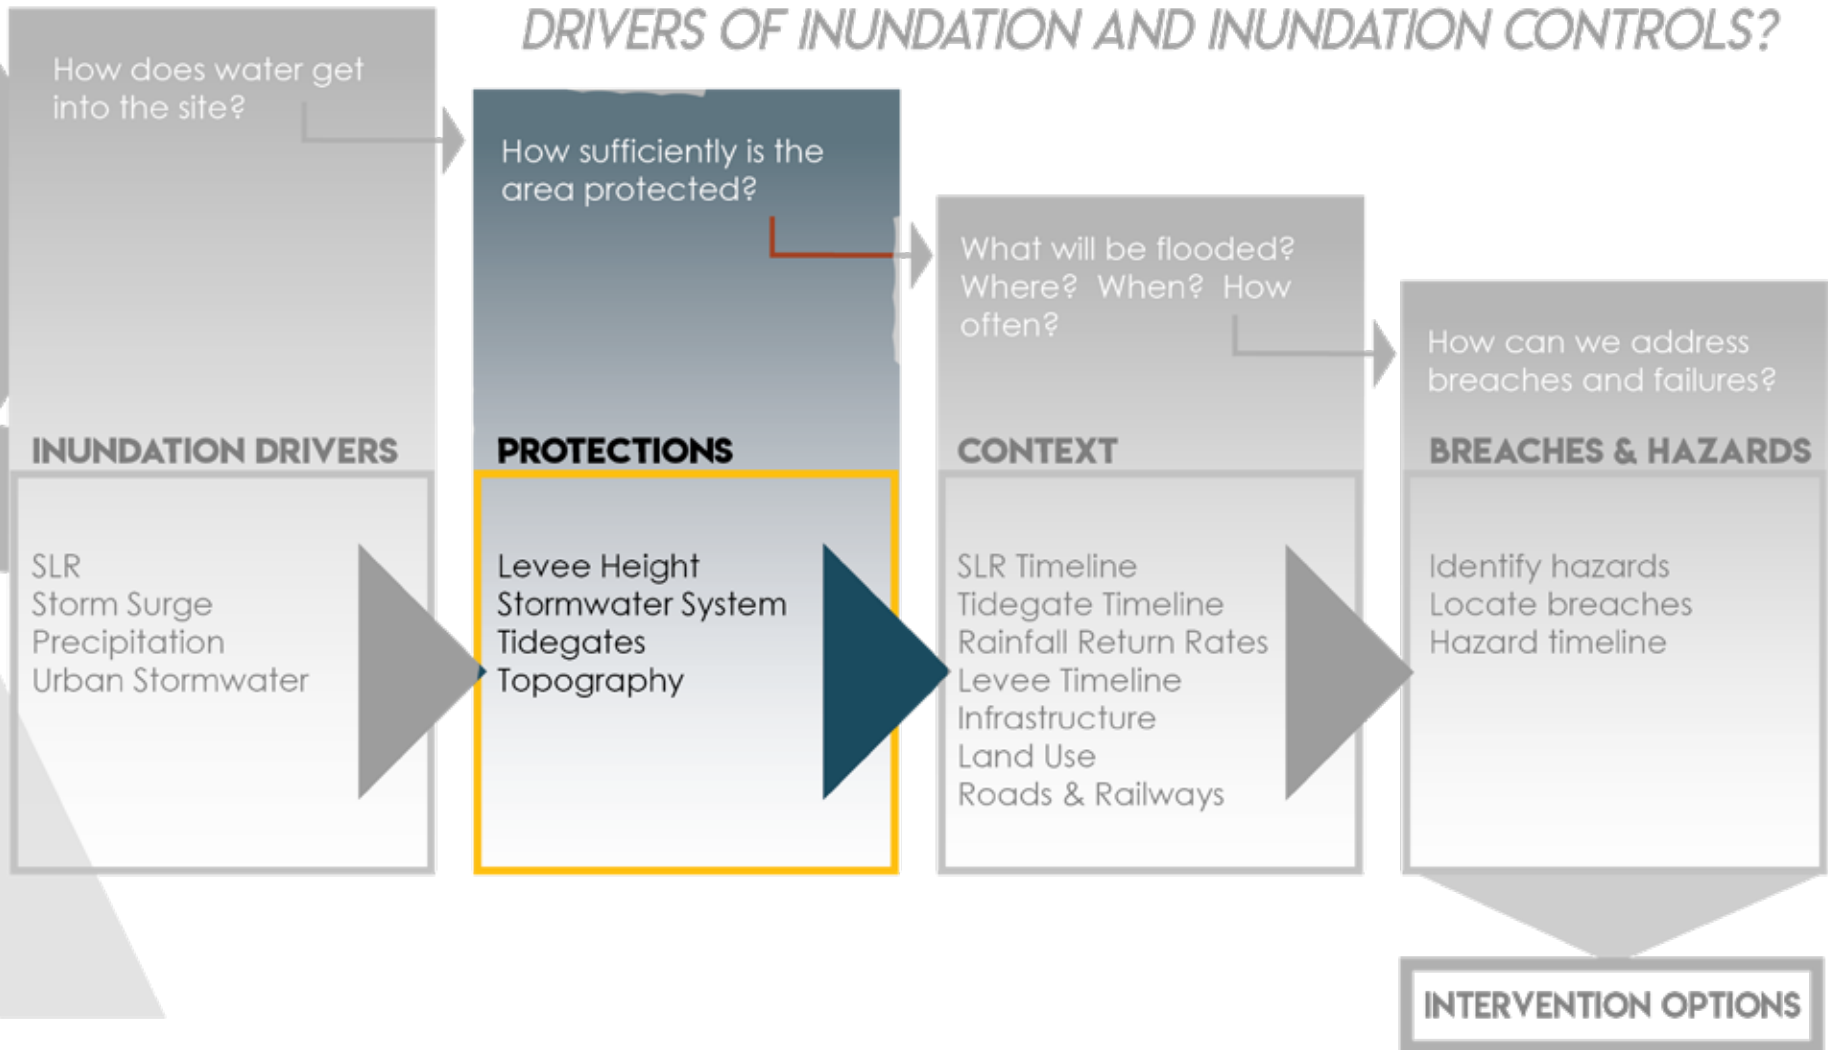 DRIVERS OF INUNDATION AND INUNDATION CONTROLS?
How does water get
into the site?
How sufficiently is the
area protected?
What will be flooded?
Where? When? How
often?
How can we address
breaches and failures?
INUNDATION DRIVERS
SLR
Storm Surge
Precipitation
Urban Stormwater
PROTECTIONS
Levee Height
Stormwater System
Tidegates
Topography
CONTEXT
SLR Timeline
Tidegate Timeline
Rainfall Return Rates
Levee Timeline
Infrastructure
Land Use
Roads & Railways
BREACHES & HAZARDS
Identify hazards
Locate breaches
Hazard timeline
INTERVENTION OPTIONS